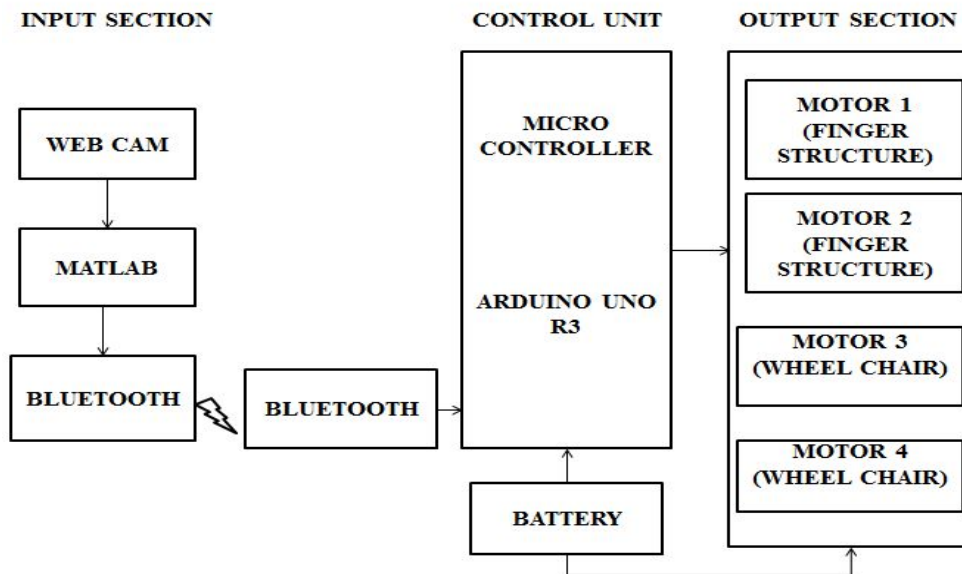 INPUT SECTION
CONTROL UNIT
OUTPUT SECTION
WEB CAM
MATLAB
BLUETOOTH
BLUETOOTH
MICRO
CONTROLLER
ARDUINO UNO
R3
BATTERY
MOTOR 1
(FINGER
STRUCTURE)
MOTOR 2
(FINGER
STRUCTURE)
MOTOR 3
(WHEEL CHAIR)
MOTOR 4
(WHEEL CHAIR)